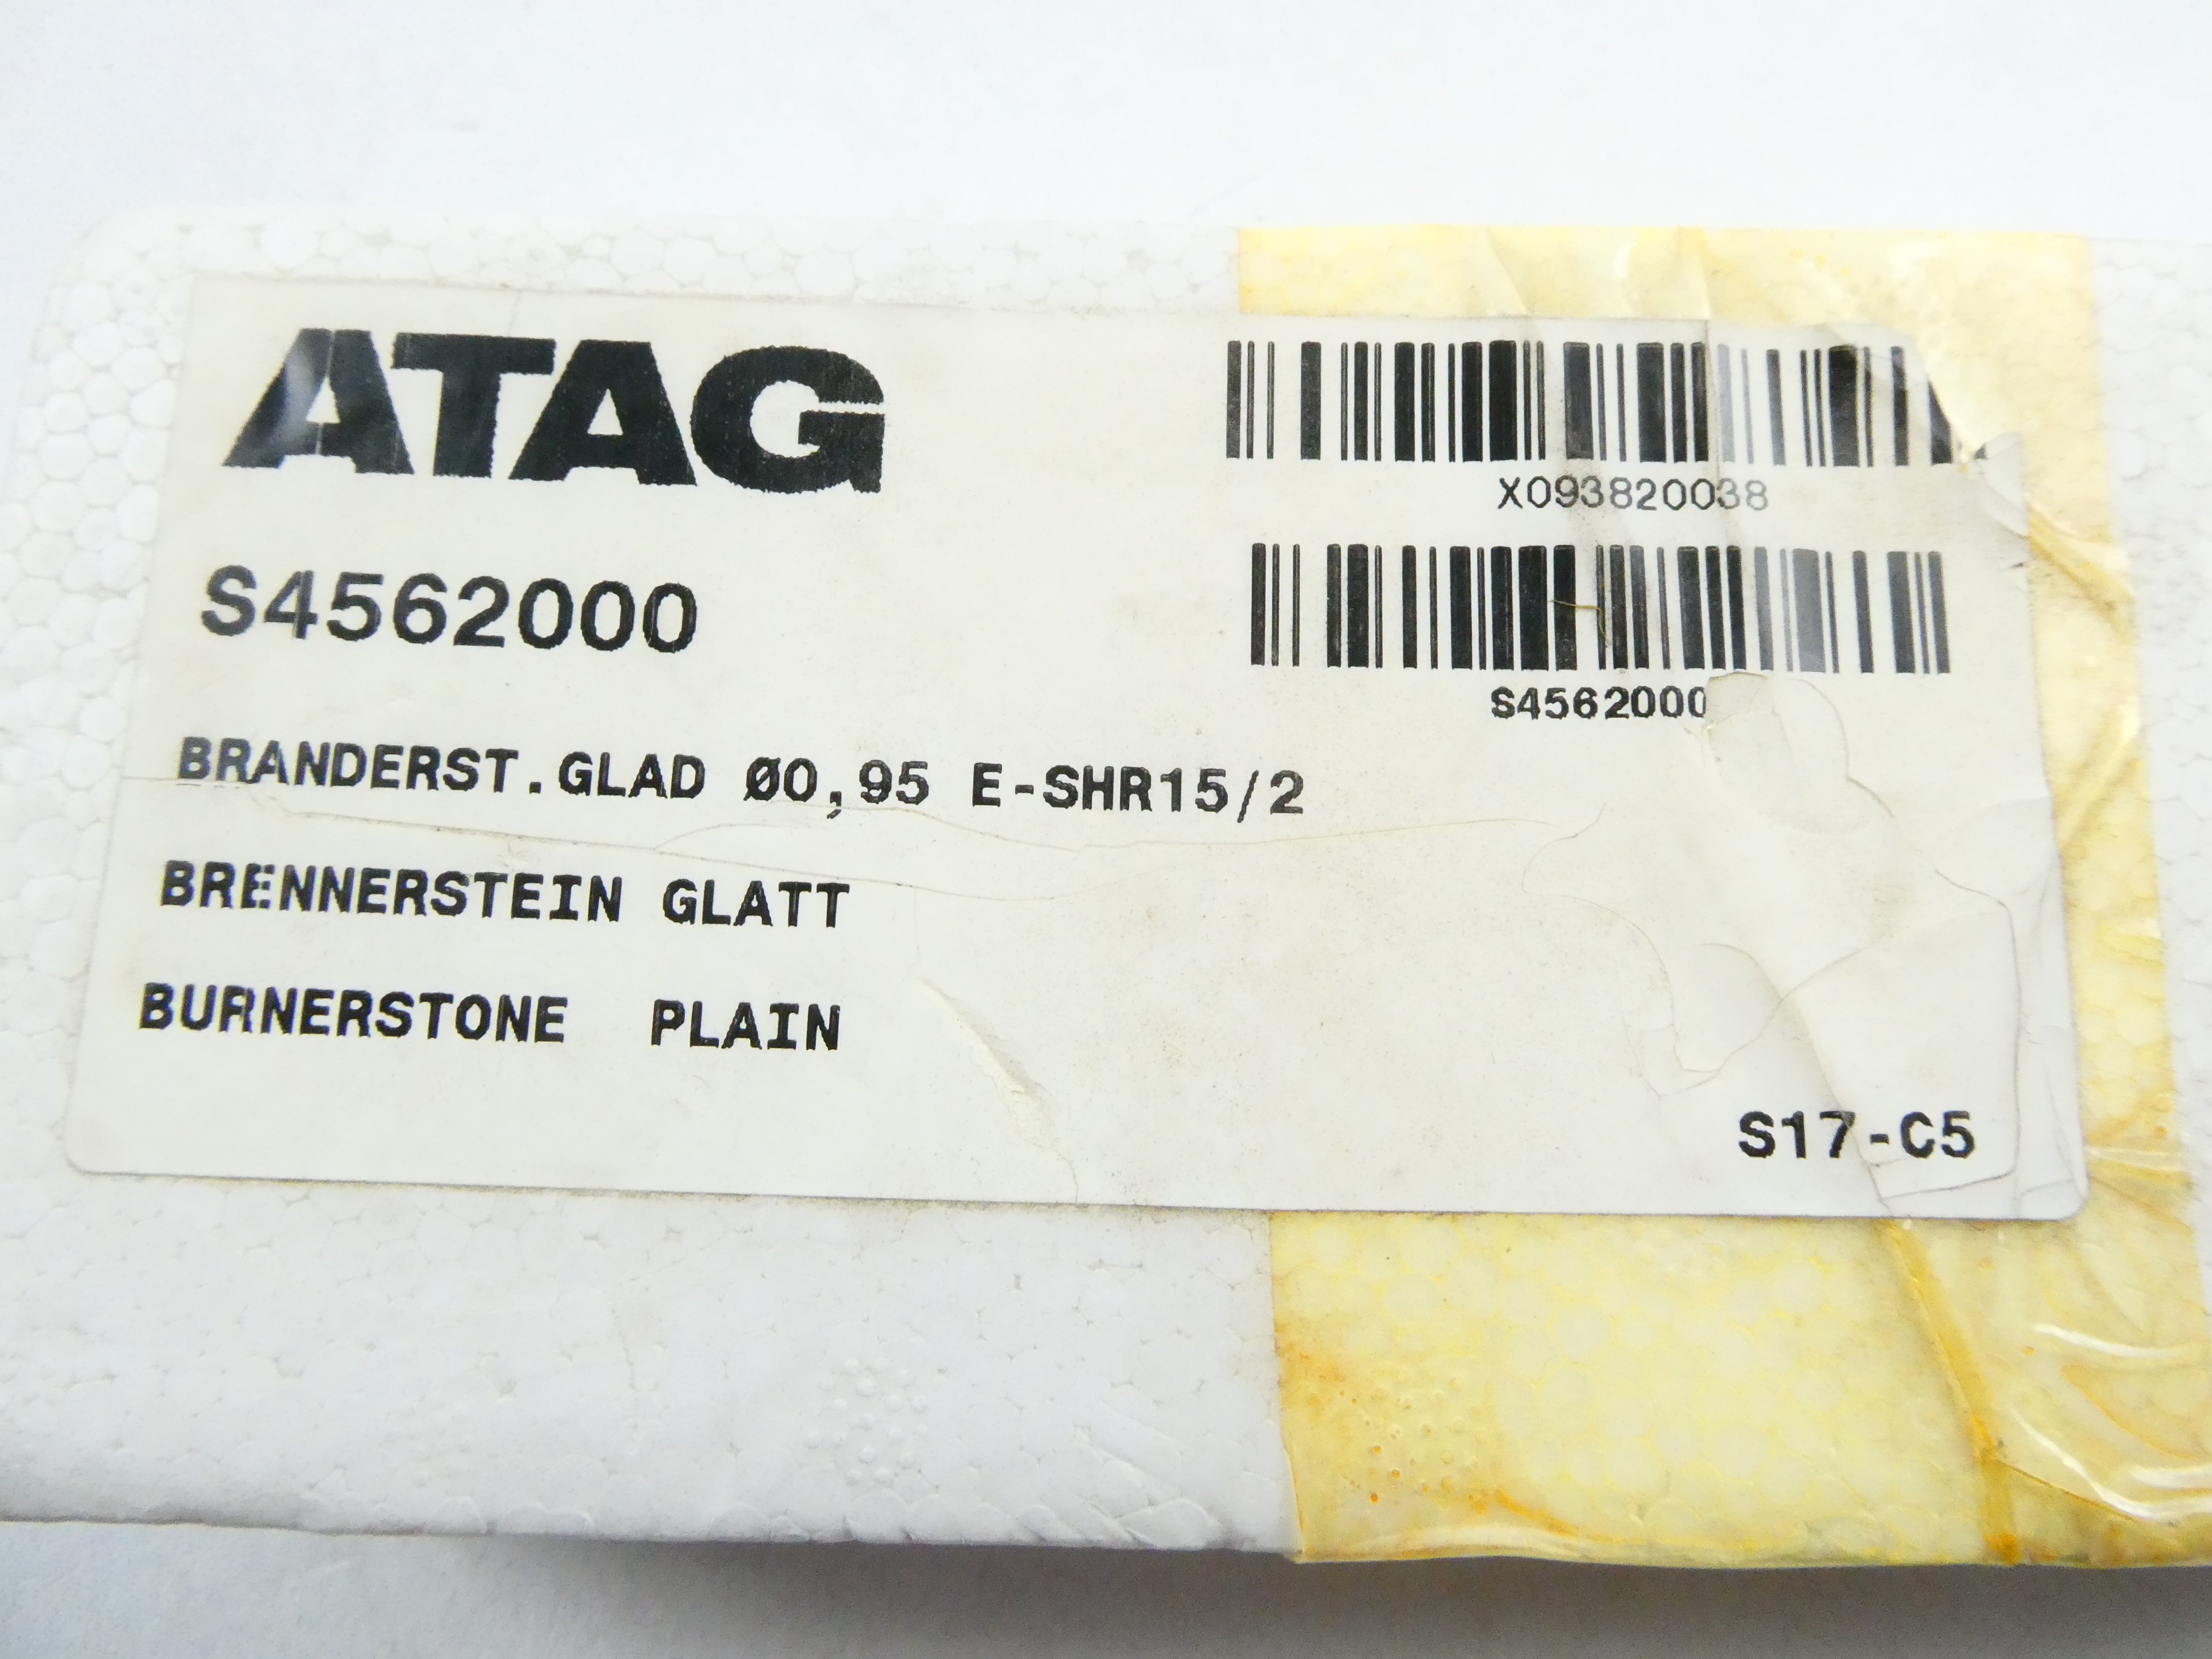 ATAG
X093820038
S4562000
S4562000
BRANDERST.GLAD Ø0,95 E-SHR15/2
BRENNERSTEIN GLATT
BURNERSTONE PLAIN
S17-C5